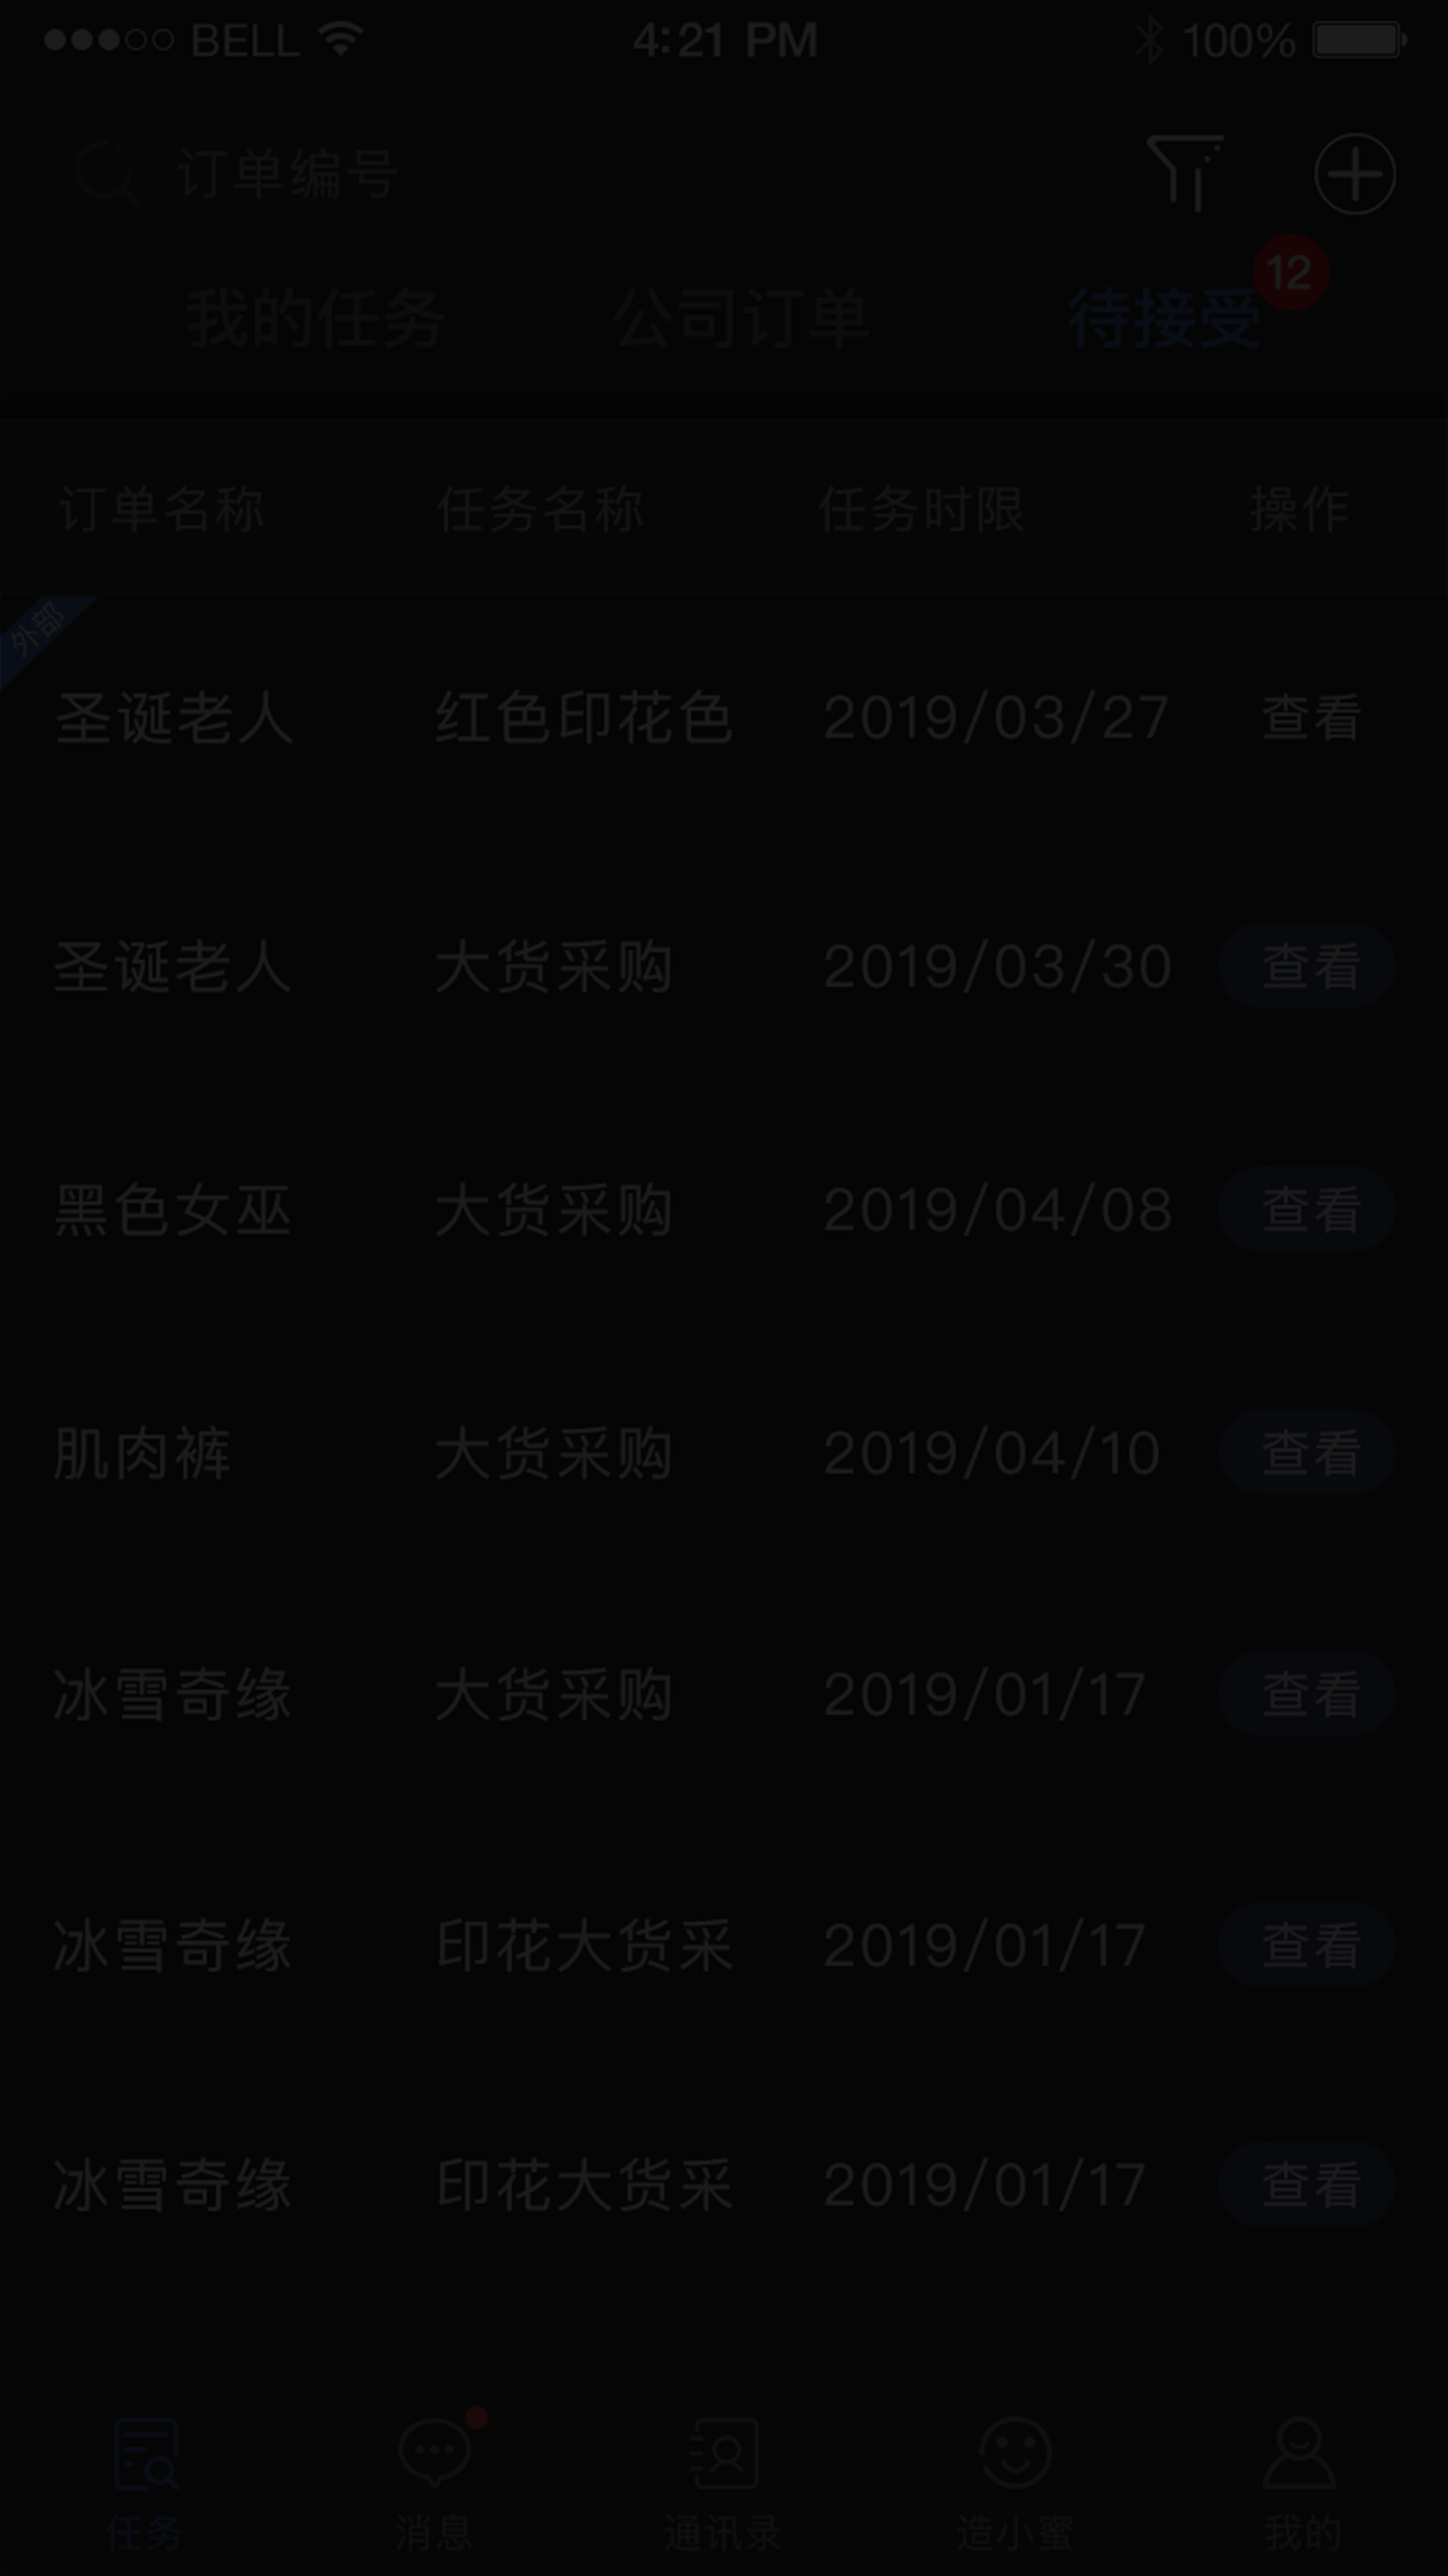 BELL 4:21 PM 100%
订单编号
12
我的任务 公司订单 待接受
订单名称 任务名称 任务时限 操作
外部
圣诞老人 红色印花色 2019/03/27 查看
圣诞老人 大货采购 2019/03/30 查看
黑色女巫 大货采购 2019/04/08 查看
肌肉裤 大货采购 2019/04/10 查看
冰雪奇缘 大货采购 2019/01/17 查看
冰雪奇缘 印花大货采 2019/01/17 查看
冰雪奇缘 印花大货采 2019/01/17 查看
任务 消息 通讯录 造小蜜 我的